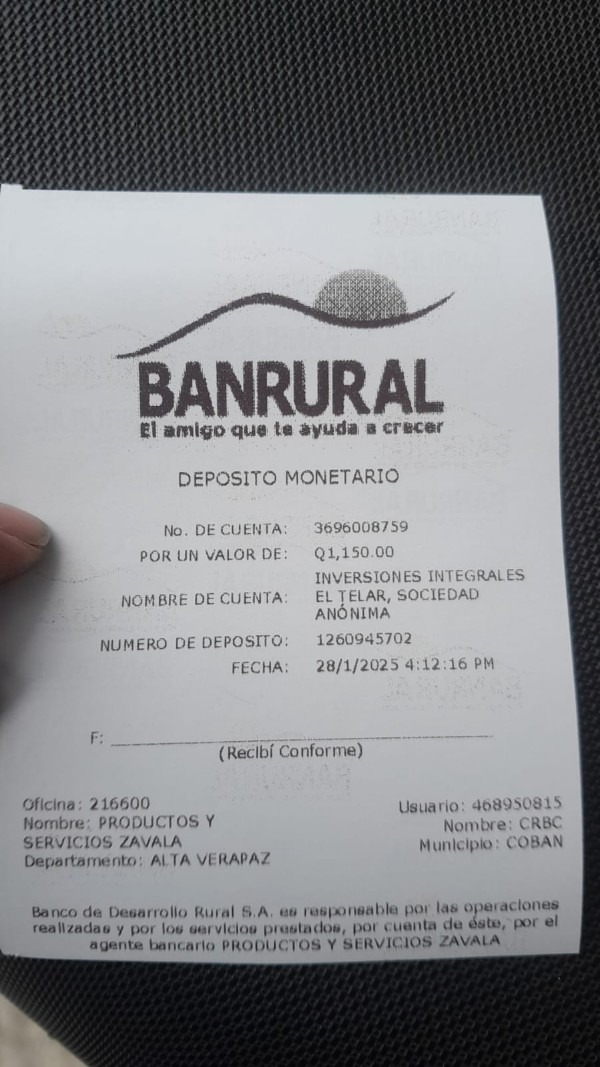 BANRURAL
El amigo que te ayuda a crecer
DEPOSITO MONETARIO
No. DE CUENTA: 3696008759
POR UN VALOR DE: Q1,150.00
NOMBRE DE CUENTA: INVERSIONES INTEGRALES
EL TELAR, SOCIEDAD
ANÓNIMA
NUMERO DE DEPOSITO: 1260945702
FECHA: 28/1/2025 4:12:16 PM
F:
(Recibí Conforme)
Oficina: 216600
Nombre: PRODUCTOS Y
SERVICIOS ZAVALA
Departamento: ALTA VERAPAZ
Usuario: 468950815
Nombre: CRBC
Municipio: COBAN
Banco de Desarrollo Rural S.A. es responsable por las operaciones
realizadas y por los servicios prestados, por cuenta de éste, por el
agente bancario PRODUCTOS Y SERVICIOS ZAVALA